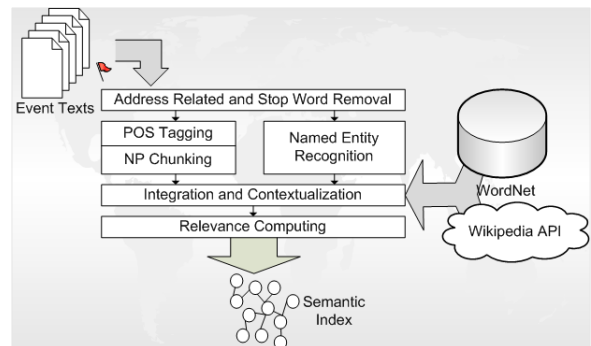 Event Texts
Address Related and Stop Word Removal
POS Tagging
NP Chunking
Named Entity
Recognition
Integration and Contextualization
WordNet
Wikipedia API
Relevance Computing
Semantic
Index